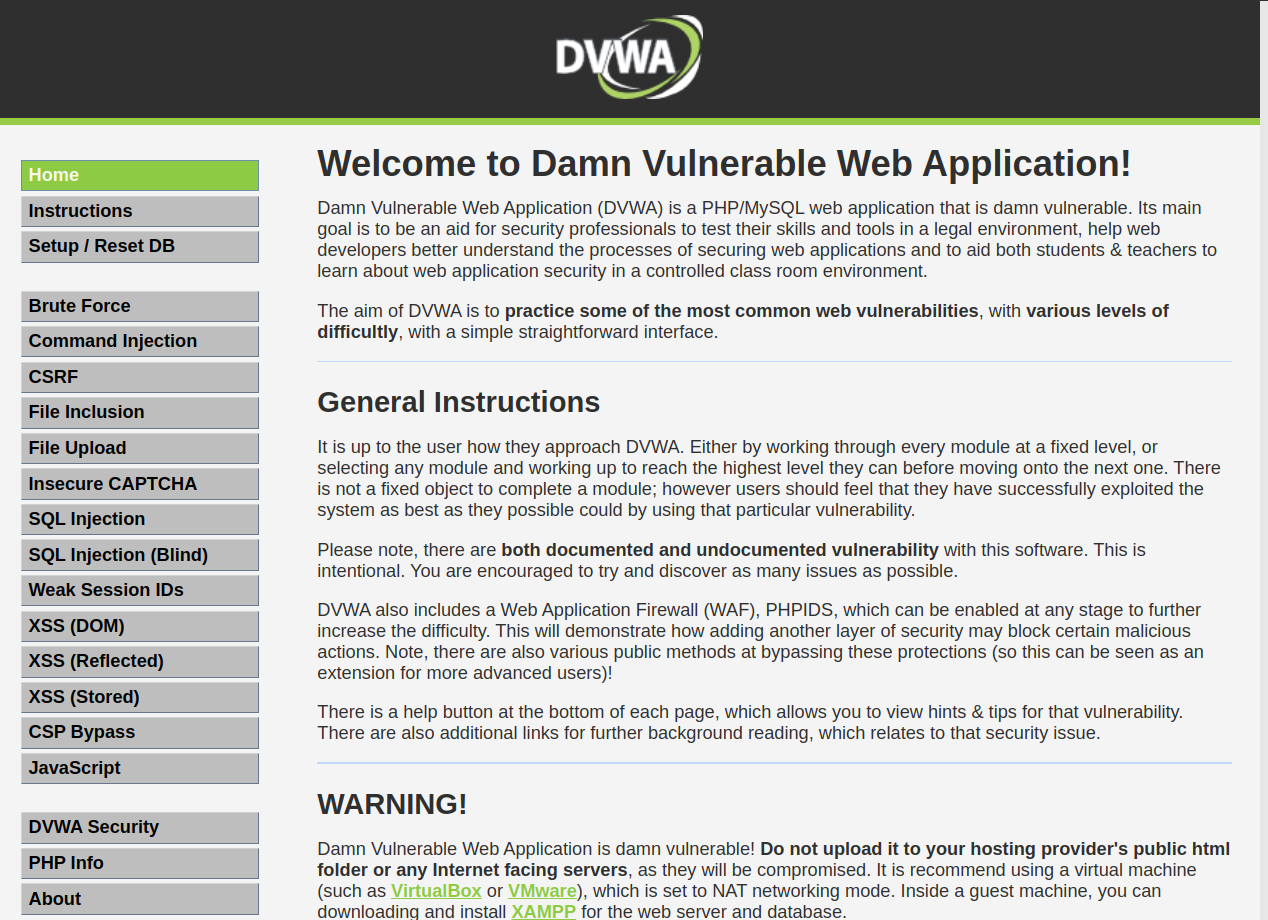 DVWA
Home
Instructions
Setup / Reset DB
Brute Force
Command Injection
CSRF
File Inclusion
File Upload
Insecure CAPTCHA
SQL Injection
SQL Injection (Blind)
Weak Session IDs
XSS (DOM)
XSS (Reflected)
XSS (Stored)
CSP Bypass
JavaScript
DVWA Security
PHP Info
About
Welcome to Damn Vulnerable Web Application!
Damn Vulnerable Web Application (DVWA) is a PHP/MySQL web application that is damn vulnerable. Its main
goal is to be an aid for security professionals to test their skills and tools in a legal environment, help web
developers better understand the processes of securing web applications and to aid both students & teachers to
learn about web application security in a controlled class room environment.
The aim of DVWA is to practice some of the most common web vulnerabilities, with various levels of
difficultly, with a simple straightforward interface.
General Instructions
It is up to the user how they approach DVWA. Either by working through every module at a fixed level, or
selecting any module and working up to reach the highest level they can before moving onto the next one. There
is not a fixed object to complete a module; however users should feel that they have successfully exploited the
system as best as they possible could by using that particular vulnerability.
Please note, there are both documented and undocumented vulnerability with this software. This is
intentional. You are encouraged to try and discover as many issues as possible.
DVWA also includes a Web Application Firewall (WAF), PHPIDS, which can be enabled at any stage to further
increase the difficulty. This will demonstrate how adding another layer of security may block certain malicious
actions. Note, there are also various public methods at bypassing these protections (so this can be seen as an
extension for more advanced users)!
There is a help button at the bottom of each page, which allows you to view hints & tips for that vulnerability.
There are also additional links for further background reading, which relates to that security issue.
WARNING!
Damn Vulnerable Web Application is damn vulnerable! Do not upload it to your hosting provider's public html
folder or any Internet facing servers, as they will be compromised. It is recommend using a virtual machine
(such as VirtualBox or VMware), which is set to NAT networking mode. Inside a guest machine, you can
downloading and install XAMPP for the web server and database.